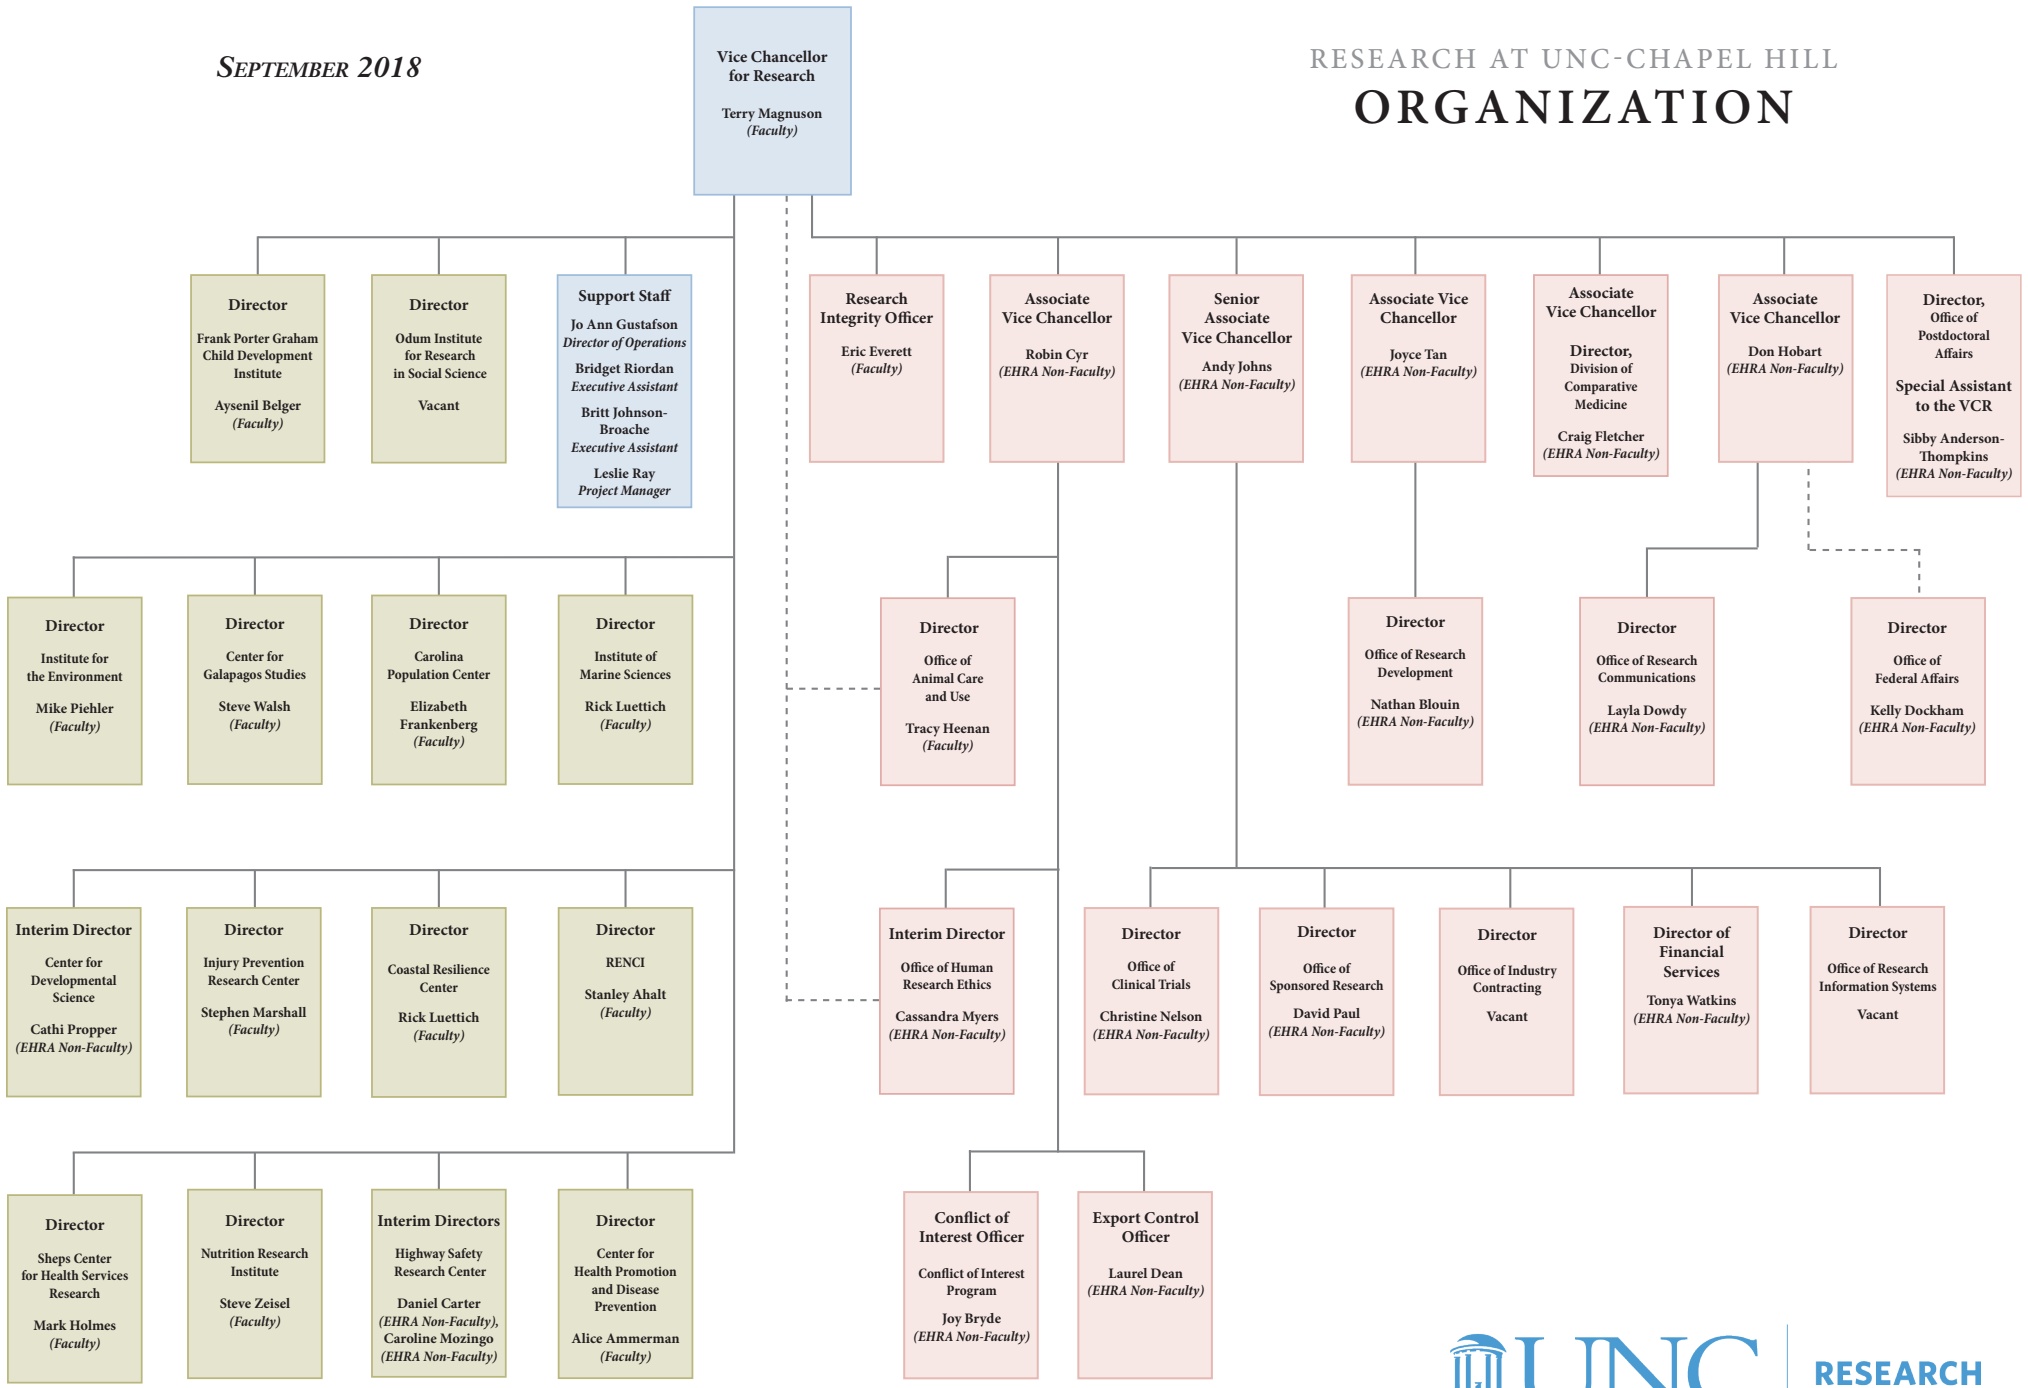 SEPTEMBER 2018
RESEARCH AT UNC-CHAPEL HILL
ORGANIZATION
Vice Chancellor
for Research
Terry Magnuson
(Faculty)
Director
Frank Porter Graham
Child Development
Institute
Aysenil Belger
(Faculty)
Director
Odum Institute
for Research
in Social Science
Vacant
Support Staff
Jo Ann Gustafson
Director of Operations
Bridget Riordan
Executive Assistant
Britt Johnson-
Broache
Executive Assistant
Leslie Ray
Project Manager
Research
Integrity Officer
Eric Everett
(Faculty)
Associate
Vice Chancellor
Robin Cyr
(EHRA Non-Faculty)
Senior
Associate
Vice Chancellor
Andy Johns
(EHRA Non-Faculty)
Associate Vice
Chancellor
Joyce Tan
(EHRA Non-Faculty)
Associate
Vice Chancellor
Director,
Division of
Comparative
Medicine
Craig Fletcher
(EHRA Non-Faculty)
Associate
Vice Chancellor
Don Hobart
(EHRA Non-Faculty)
Director,
Office of
Postdoctoral
Affairs
Special Assistant
to the VCR
Sibby Anderson-
Thompkins
(EHRA Non-Faculty)
Director
Institute for
the Environment
Mike Piehler
(Faculty)
Director
Center for
Galapagos Studies
Steve Walsh
(Faculty)
Director
Carolina
Population Center
Elizabeth
Frankenberg
(Faculty)
Director
Institute of
Marine Sciences
Rick Luettich
(Faculty)
Director
Office of
Animal Care
and Use
Tracy Heenan
(Faculty)
Director
Office of Research
Development
Nathan Blouin
(EHRA Non-Faculty)
Director
Office of Research
Communications
Layla Dowdy
(EHRA Non-Faculty)
Director
Office of
Federal Affairs
Kelly Dockham
(EHRA Non-Faculty)
Interim Director
Center for
Developmental
Science
Cathi Propper
(EHRA Non-Faculty)
Director
Injury Prevention
Research Center
Stephen Marshall
(Faculty)
Director
Coastal Resilience
Center
Rick Luettich
(Faculty)
Director
RENCI
Stanley Ahalt
(Faculty)
Interim Director
Office of Human
Research Ethics
Cassandra Myers
(EHRA Non-Faculty)
Director
Office of
Clinical Trials
Christine Nelson
(EHRA Non-Faculty)
Director
Office of
Sponsored Research
David Paul
(EHRA Non-Faculty)
Director
Office of Industry
Contracting
Vacant
Director of
Financial
Services
Tonya Watkins
(EHRA Non-Faculty)
Director
Office of Research
Information Systems
Vacant
Director
Sheps Center
for Health Services
Research
Mark Holmes
(Faculty)
Director
Nutrition Research
Institute
Steve Zeisel
(Faculty)
Interim Directors
Highway Safety
Research Center
Daniel Carter
(EHRA Non-Faculty),
Caroline Mozingo
(EHRA Non-Faculty)
Director
Center for
Health Promotion
and Disease
Prevention
Alice Ammerman
(Faculty)
Conflict of
Interest Officer
Conflict of Interest
Program
Joy Bryde
(EHRA Non-Faculty)
Export Control
Officer
Laurel Dean
(EHRA Non-Faculty)
UNC
RESEARCH